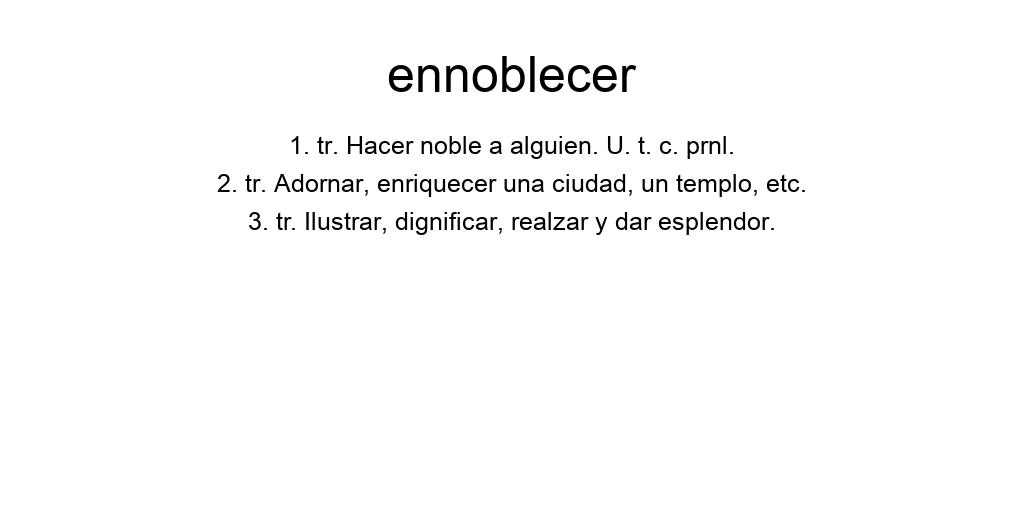 ennoblecer
1. tr. Hacer noble a alguien. U. t. c. prnl.
2. tr. Adornar, enriquecer una ciudad, un templo, etc.
3. tr. Ilustrar, dignificar, realzar y dar esplendor.